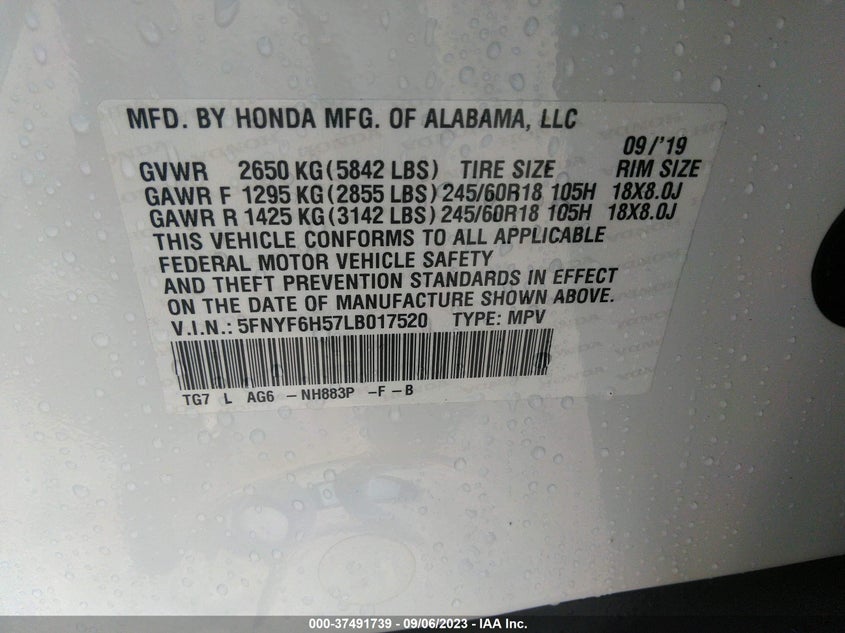 MFD. BY HONDA MFG. OF ALABAMA, LLC
09/'19
GVWR 2650 KG(5842 LBS) TIRE SIZE RIM SIZE
GAWR F 1295 KG(2855 LBS)245/60R18 105H 18X8.0J
GAWR R 1425 KG(3142 LBS)245/60R18 105H 18X8.0J
THIS VEHICLE CONFORMS TO ALL APPLICABLE
FEDERAL MOTOR VEHICLE SAFETY
AND THEFT PREVENTION STANDARDS IN EFFECT
ON THE DATE OF MANUFACTURE SHOWN ABOVE.
V.I.N.: 5FNYF6H57LB017520 TYPE: MPV
TG7 L AG6 -NH883P -F-B
000-37491739 - 09/06/2023 - IAA Inc.